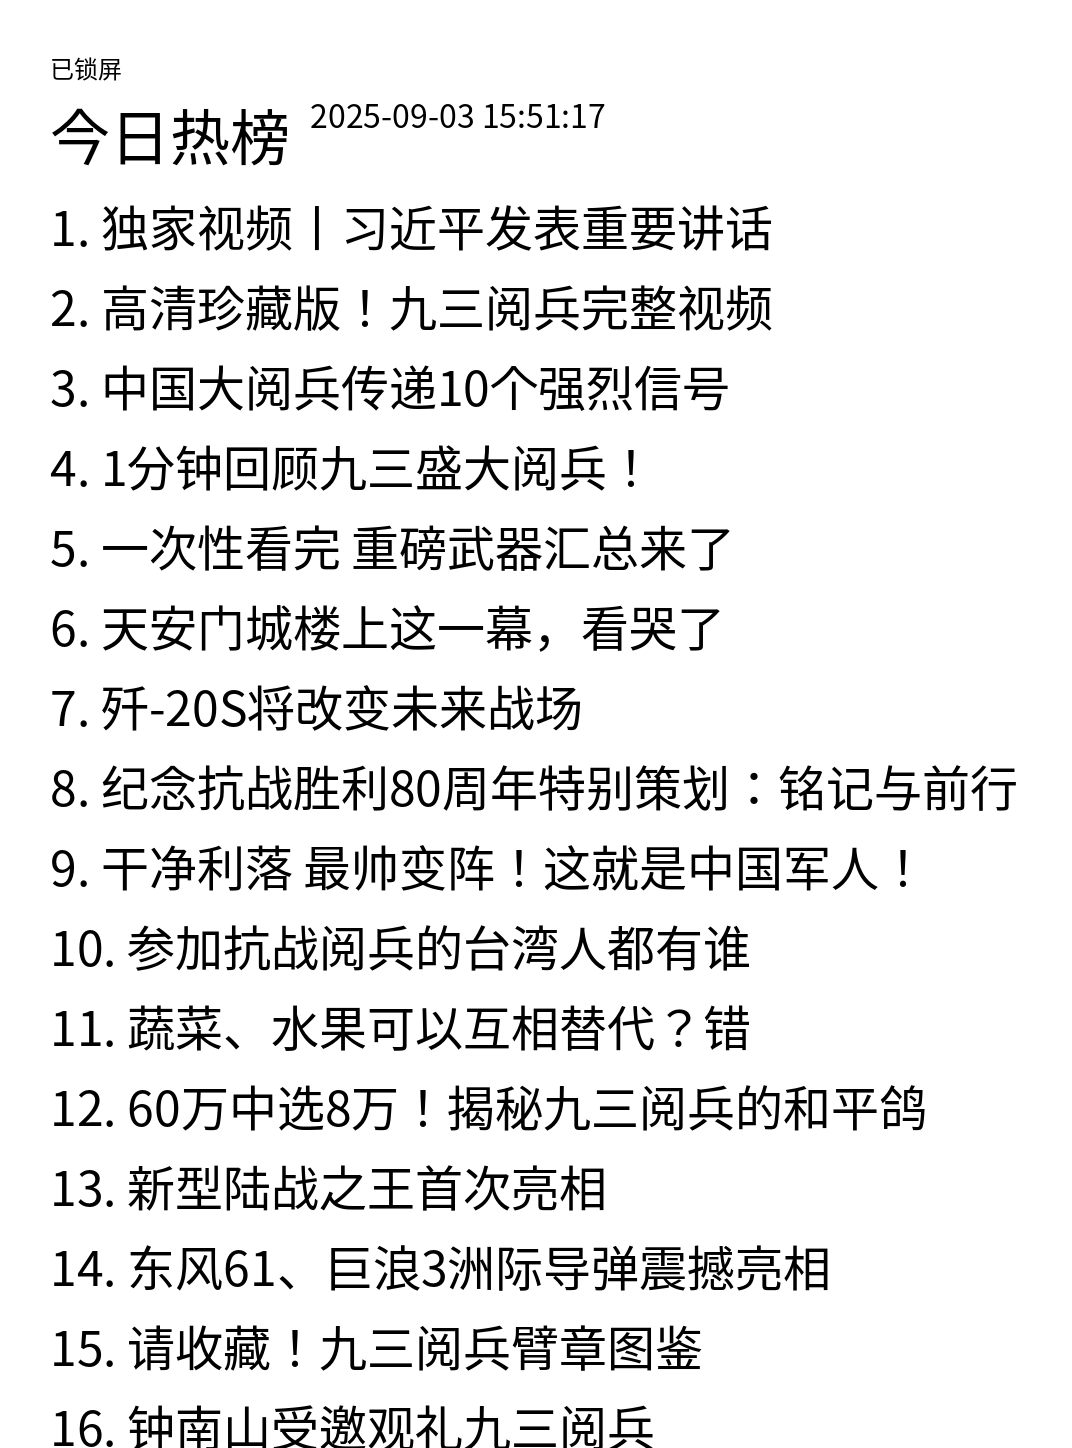 已锁屏
今日热榜 2025-09-03 15:51:17
1. 独家视频丨习近平发表重要讲话
2. 高清珍藏版！九三阅兵完整视频
3. 中国大阅兵传递10个强烈信号
4. 1分钟回顾九三盛大阅兵！
5. 一次性看完 重磅武器汇总来了
6. 天安门城楼上这一幕，看哭了
7. 歼-20S将改变未来战场
8. 纪念抗战胜利80周年特别策划：铭记与前行
9. 干净利落 最帅变阵！这就是中国军人！
10. 参加抗战阅兵的台湾人都有谁
11. 蔬菜、水果可以互相替代？错
12. 60万中选8万！揭秘九三阅兵的和平鸽
13. 新型陆战之王首次亮相
14. 东风61、巨浪3洲际导弹震撼亮相
15. 请收藏！九三阅兵臂章图鉴
16. 钟南山受邀观礼九三阅兵